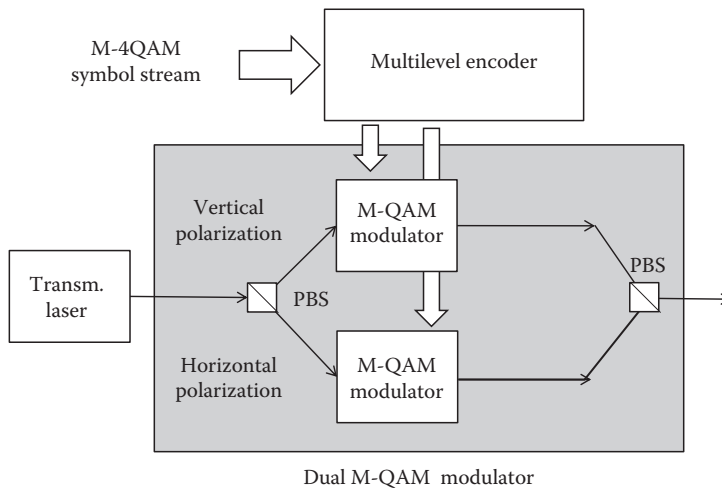 M-4QAM
symbol stream
Multilevel encoder
Vertical
polarization
M-QAM
modulator
PBS
Transm.
laser
PBS
Horizontal
polarization
M-QAM
modulator
Dual M-QAM modulator